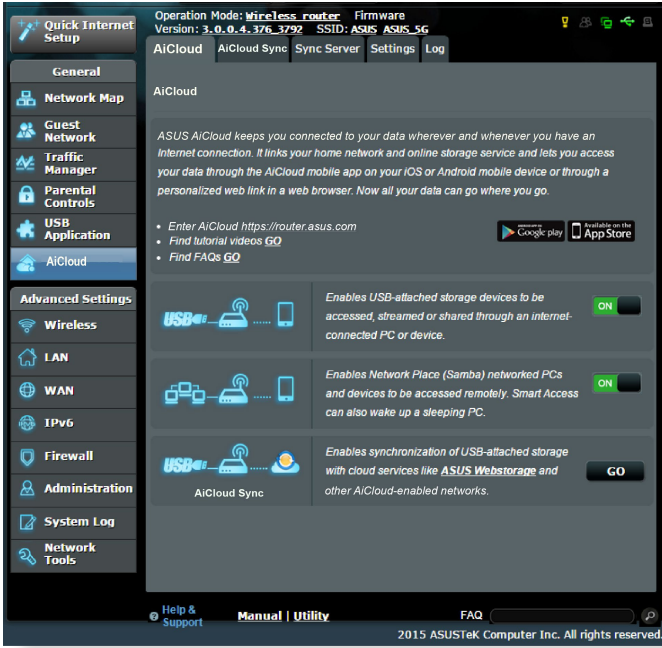 Quick Internet
Setup
Operation Mode: Wireless router Firmware
Version: 3.0.0.4.376_3792 SSID: ASUS ASUS_5G
AiCloud AiCloud Sync Sync Server Settings Log
General
Network Map
Guest
Network
Traffic
Manager
Parental
Controls
USB
Application
AiCloud
Advanced Settings
Wireless
LAN
WAN
IPv6
Firewall
Administration
System Log
Network
Tools
AiCloud
ASUS AiCloud keeps you connected to your data wherever and whenever you have an
Internet connection. It links your home network and online storage service and lets you access
your data through the AiCloud mobile app on your iOS or Android mobile device or through a
personalized web link in a web browser. Now all your data can go where you go.
• Enter AiCloud https://router.asus.com
• Find tutorial videos GO
• Find FAQs GO
Google play
Available on the
App Store
USB
Enables USB-attached storage devices to be
accessed, streamed or shared through an internet-
connected PC or device.
ON
Enables Network Place (Samba) networked PCs
and devices to be accessed remotely. Smart Access
can also wake up a sleeping PC.
ON
USB
AiCloud Sync
Enables synchronization of USB-attached storage
with cloud services like ASUS Webstorage and
other AiCloud-enabled networks.
GO
Help &
Support
Manual | Utility
FAQ
2015 ASUSTeK Computer Inc. All rights reserved.